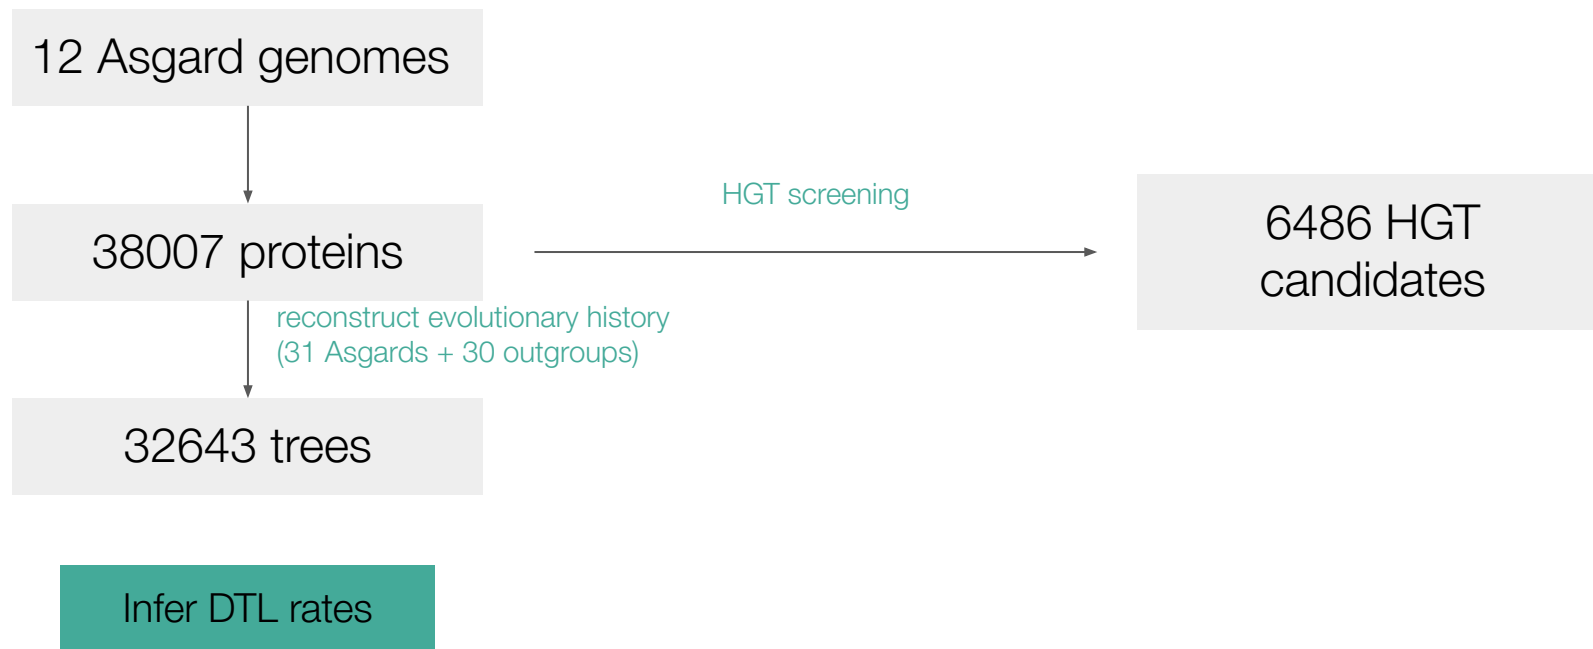 12 Asgard genomes
38007 proteins
HGT screening
6486 HGT
candidates
reconstruct evolutionary history
(31 Asgards + 30 outgroups)
32643 trees
Infer DTL rates